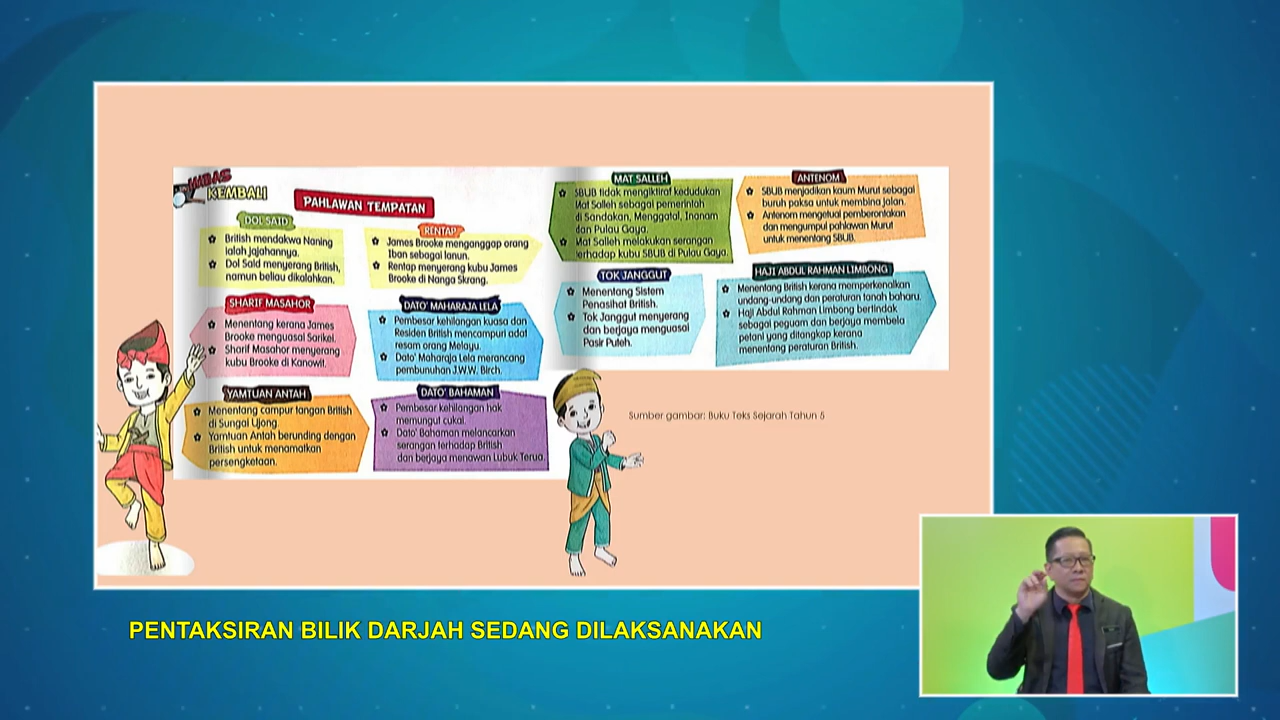 IMBAS
KEMBALI
PAHLAWAN TEMPATAN
DOL SAID
British mendakwa Naning
ialah jajahannya.
Dol Said menyerang British,
namun beliau dikalahkan.
RENTAP
James Brooke menganggap orang
Iban sebagai lanun.
Rentap menyerang kubu James
Brooke di Nanga Skrang.
SHARIF MASAHOR
Menentang kerana James
Brooke menguasai Sarikei.
Sharif Masahor menyerang
kubu Brooke di Kanowit.
DATO' MAHARAJA LELA
Pembesar kehilangan kuasa dan
Residen British mencampuri adat
resam orang Melayu.
Dato' Maharaja Lela merancang
pembunuhan J.W.W. Birch.
YAMTUAN ANTAH
Menentang campur tangan British
di Sungai Ujong.
Yamtuan Antah berunding dengan
British untuk menamatkan
persengketaan.
DATO' BAHAMAN
Pembesar kehilangan hak
memungut cukai.
Dato' Bahaman melancarkan
serangan terhadap British
dan berjaya menawan Lubuk Terua.
MAT SALLEH
SBUB tidak mengiktiraf kedudukan
Mat Salleh sebagai pemerintah
di Sandakan, Menggatal, Inanam
dan Pulau Gaya.
Mat Salleh melakukan serangan
terhadap kubu SBUB di Pulau Gaya.
ANTENOM
SBUB menjadikan kaum Murut sebagai
buruh paksa untuk membina jalan.
Antenom mengetuai pemberontakan
dan mengumpul pahlawan Murut
untuk menentang SBUB.
TOK JANGGUT
Menentang Sistem
Penasihat British.
Tok Janggut menyerang
dan berjaya menguasai
Pasir Puteh.
HAJI ABDUL RAHMAN LIMBONG
Menentang British kerana memperkenalkan
undang-undang dan peraturan tanah baharu.
Haji Abdul Rahman Limbong bertindak
sebagai peguam dan berjaya membela
petani yang ditangkap kerana
menentang peraturan British.
Sumber gambar: Buku Teks Sejarah Tahun 5
PENTAKSIRAN BILIK DARJAH SEDANG DILAKSANAKAN